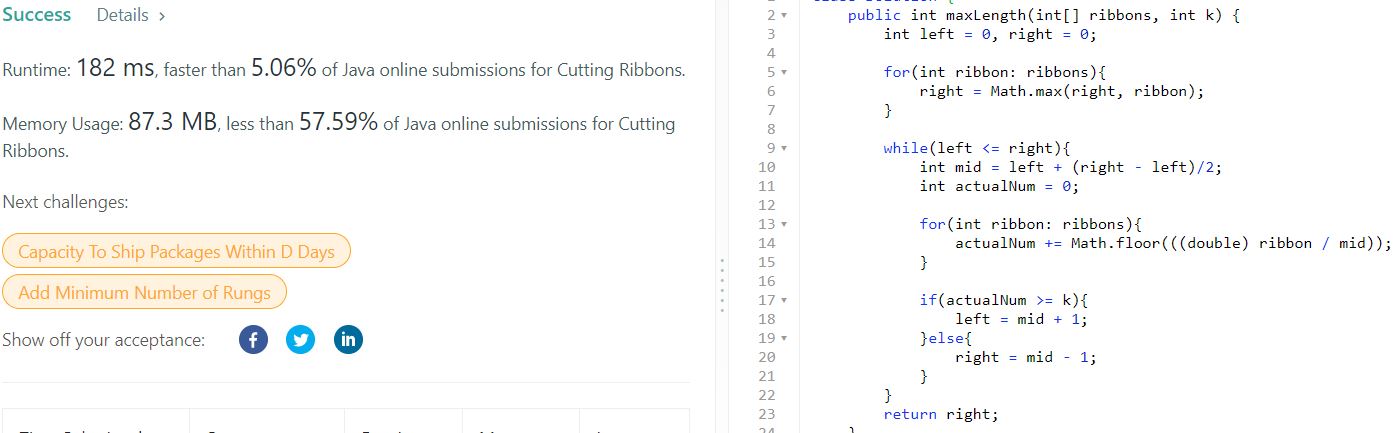 Success Details >
Runtime: 182 ms, faster than 5.06% of Java online submissions for Cutting Ribbons.
Memory Usage: 87.3 MB, less than 57.59% of Java online submissions for Cutting
Ribbons.
Next challenges:
Capacity To Ship Packages Within D Days
Add Minimum Number of Rungs
Show off your acceptance:
2 public int maxLength(int[] ribbons, int k) {
3 int left = 0, right = 0;
4
5 for(int ribbon: ribbons){
6 right = Math.max(right, ribbon);
7 }
8
9 while(left <= right){
10 int mid = left + (right - left)/2;
11 int actualNum = 0;
12
13 for(int ribbon: ribbons){
14 actualNum += Math.floor(((double) ribbon / mid));
15 }
16
17 if(actualNum >= k){
18 left = mid + 1;
19 }else{
20 right = mid - 1;
21 }
22 }
23 return right;